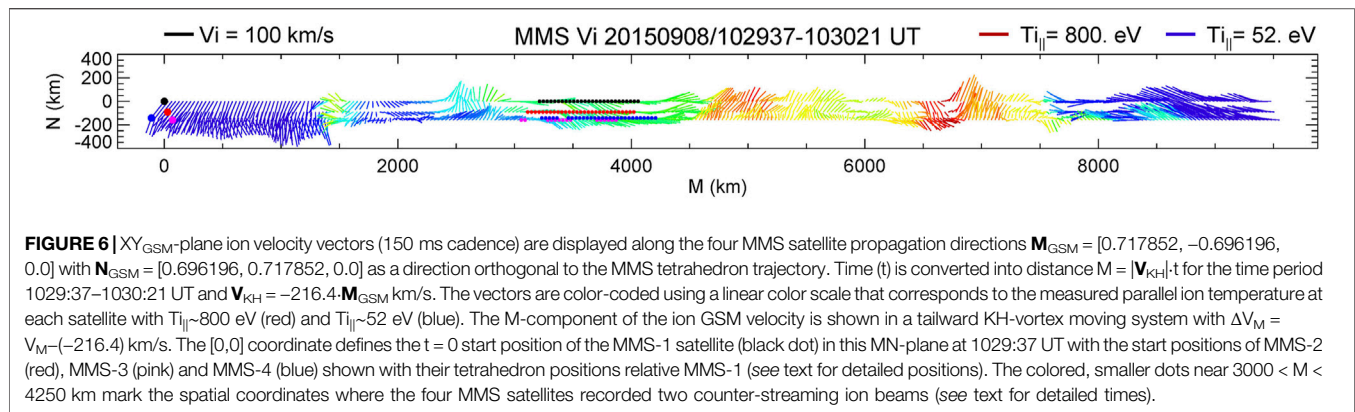 Vi = 100 km/s MMS Vi 20150908/102937-103021 UT Ti||= 800. eV Ti||= 52. eV
400
200
0
-200
-400
N (km)
0 2000 4000 6000 8000
M (km)
FIGURE 6 | XYGSM-plane ion velocity vectors (150 ms cadence) are displayed along the four MMS satellite propagation directions MGSM = [0.717852, −0.696196,
0.0] with NGSM = [0.696196, 0.717852, 0.0] as a direction orthogonal to the MMS tetrahedron trajectory. Time (t) is converted into distance M = |VKH|·t for the time period
1029:37–1030:21 UT and VKH = −216.4·MGSM km/s. The vectors are color-coded using a linear color scale that corresponds to the measured parallel ion temperature at
each satellite with Ti||~800 eV (red) and Ti||~52 eV (blue). The M-component of the ion GSM velocity is shown in a tailward KH-vortex moving system with ΔVM =
VM–(−216.4) km/s. The [0,0] coordinate defines the t = 0 start position of the MMS-1 satellite (black dot) in this MN-plane at 1029:37 UT with the start positions of MMS-2
(red), MMS-3 (pink) and MMS-4 (blue) shown with their tetrahedron positions relative MMS-1 (see text for detailed positions). The colored, smaller dots near 3000 < M <
4250 km mark the spatial coordinates where the four MMS satellites recorded two counter-streaming ion beams (see text for detailed times).